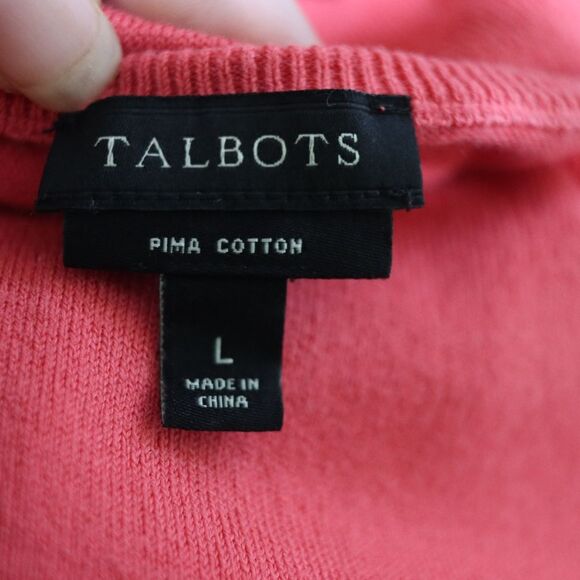 TALBOTS
PIMA COTTON
L
MADE IN
CHINA